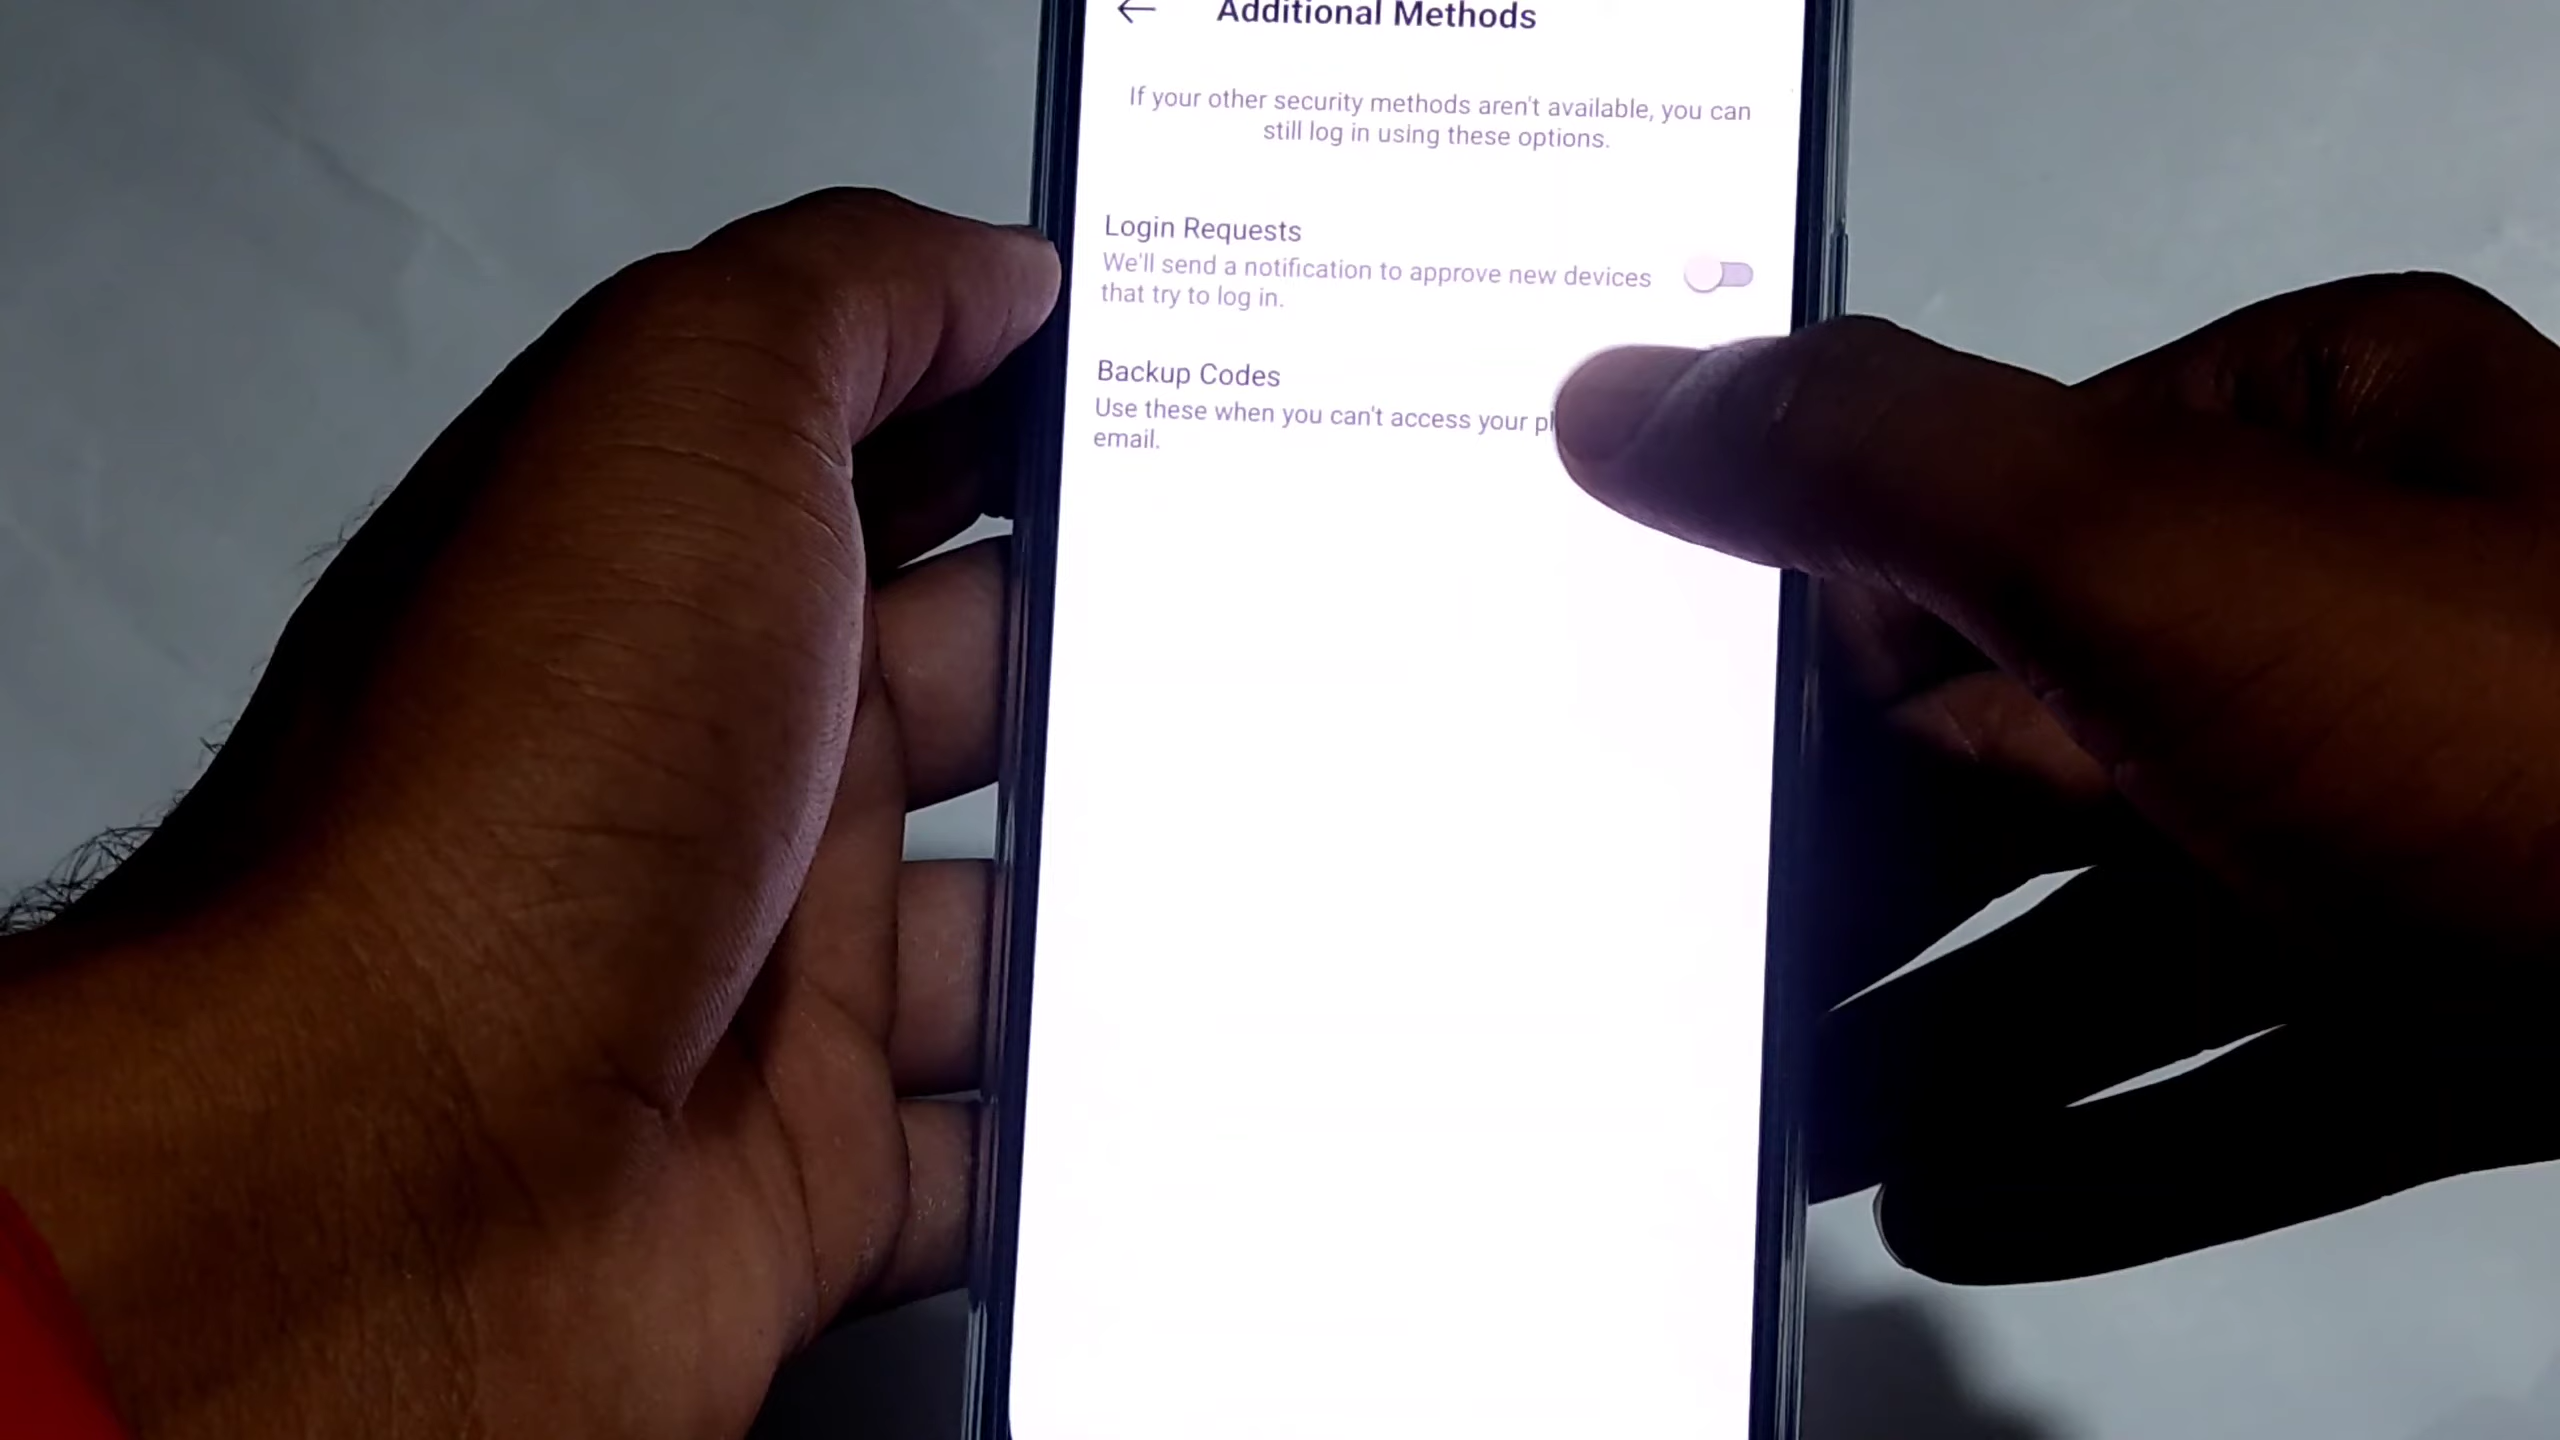 Additional Methods
If your other security methods aren't available, you can
still log in using these options.
Login Requests
We'll send a notification to approve new devices
that try to log in.
Backup Codes
Use these when you can't access your
email.